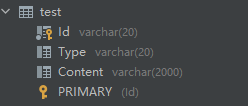 test
Id varchar(20)
Type varchar(20)
Content varchar(2000)
PRIMARY (Id)